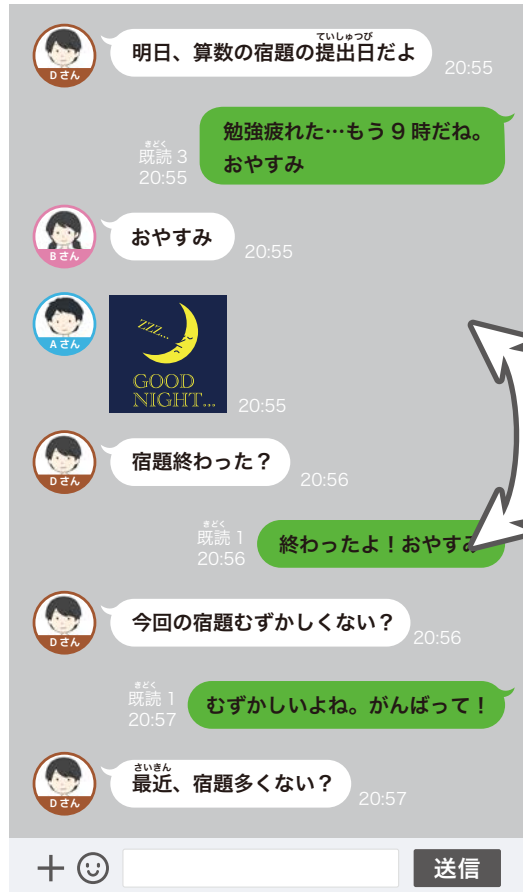 明日、算数の宿題の提出日だよ
ていしゅつび
Dさん
20:55
勉強疲れた…もう9時だね。
おやすみ
きどく
既読 3
20:55
おやすみ
Bさん
20:55
Aさん
ZZZ...
GOOD
NIGHT...
20:55
宿題終わった？
Dさん
20:56
終わったよ！おやすみ
きどく
既読 1
20:56
今回の宿題むずかしくない？
Dさん
20:56
むずかしいよね。がんばって！
きどく
既読 1
20:57
さいきん
最近、宿題多くない？
Dさん
20:57
送信